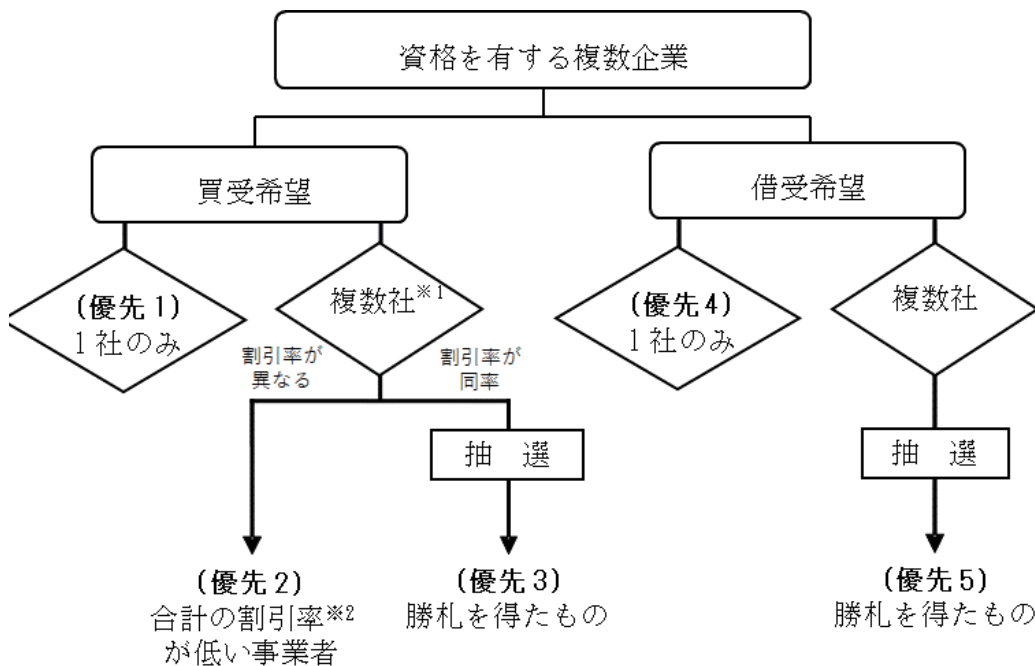 資格を有する複数企業
買受希望
借受希望
(優先1)
1社のみ
複数社※1
(優先4)
1社のみ
複数社
割引率が
異なる
割引率が
同率
抽 選
抽 選
(優先2)
合計の割引率※2
が低い事業者
(優先3)
勝札を得たもの
(優先5)
勝札を得たもの